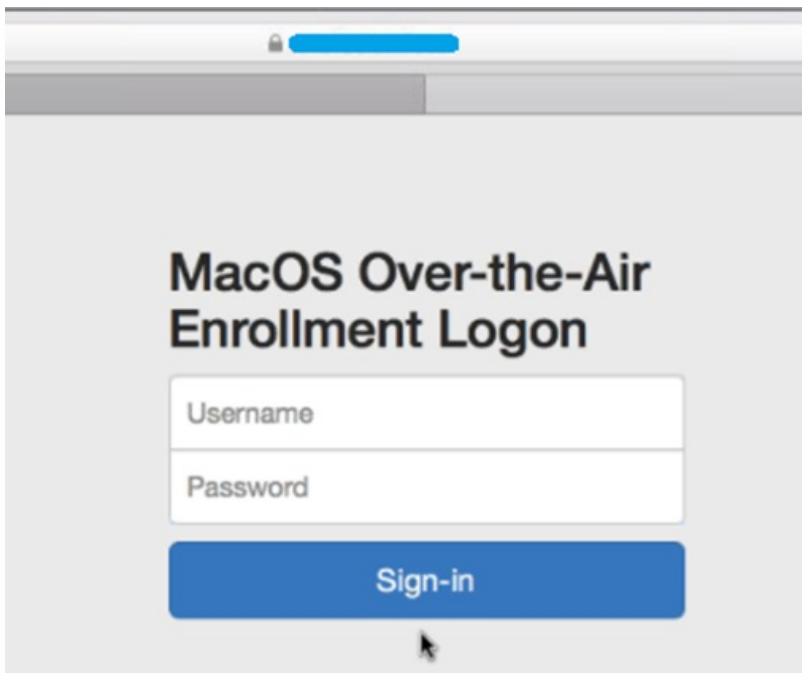 MacOS Over-the-Air
Enrollment Logon
Username
Password
Sign-in